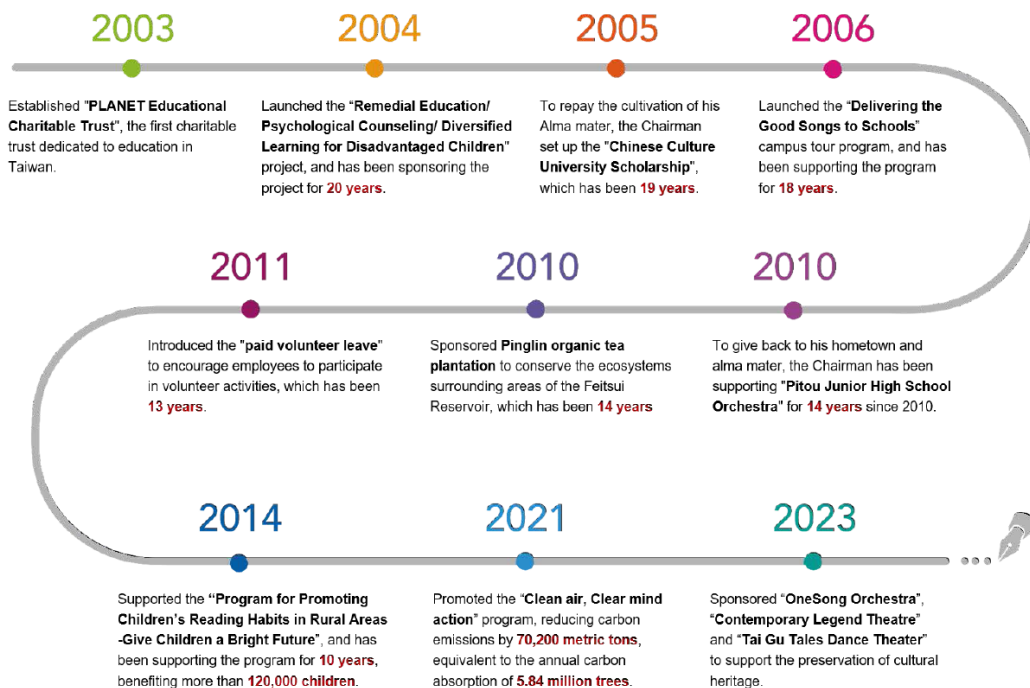 2003
Established "PLANET Educational
Charitable Trust", the first charitable
trust dedicated to education in
Taiwan.
2004
Launched the “Remedial Education/
Psychological Counseling/ Diversified
Learning for Disadvantaged Children”
project, and has been sponsoring the
project for 20 years.
2005
To repay the cultivation of his
Alma mater, the Chairman
set up the "Chinese Culture
University Scholarship",
which has been 19 years.
2006
Launched the “Delivering the
Good Songs to Schools”
campus tour program, and has
been supporting the program
for 18 years.
2010
To give back to his hometown and
alma mater, the Chairman has been
supporting "Pitou Junior High School
Orchestra" for 14 years since 2010.
2010
Sponsored Pinglin organic tea
plantation to conserve the ecosystems
surrounding areas of the Feitsui
Reservoir, which has been 14 years
2011
Introduced the "paid volunteer leave"
to encourage employees to participate
in volunteer activities, which has been
13 years.
2014
Supported the “Program for Promoting
Children’s Reading Habits in Rural Areas
-Give Children a Bright Future”, and has
been supporting the program for 10 years,
benefiting more than 120,000 children.
2021
Promoted the “Clean air, Clear mind
action” program, reducing carbon
emissions by 70,200 metric tons,
equivalent to the annual carbon
absorption of 5.84 million trees.
2023
Sponsored “OneSong Orchestra”,
“Contemporary Legend Theatre”
and “Tai Gu Tales Dance Theater”
to support the preservation of cultural
heritage.